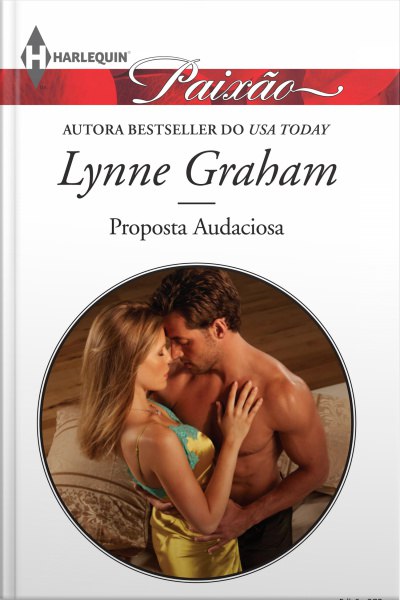 HARLEQUIN
Paixão
AUTORA BESTSELLER DO USA TODAY
Lynne Graham
Proposta Audaciosa